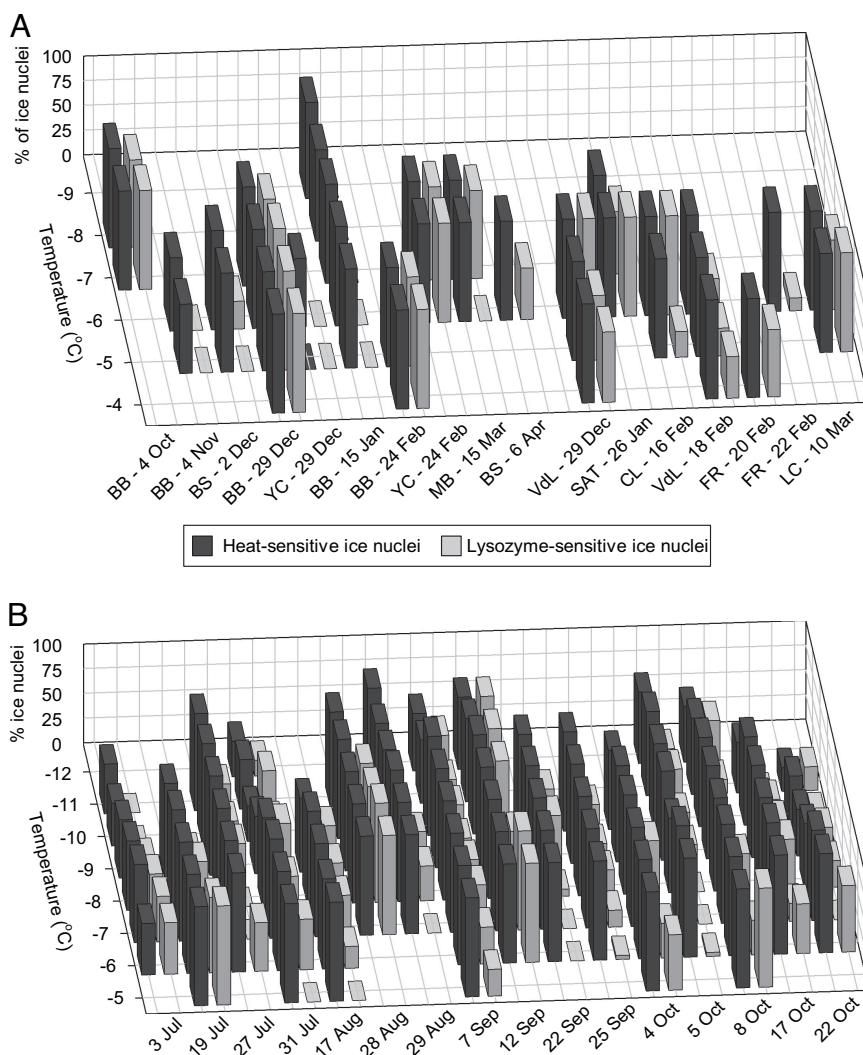 A
% of ice nuclei
100
75
50
25
0
-9
-8
-7
-6
-5
-4
Temperature (°C)
BB - 4 Oct
BB - 4 Nov
BS - 2 Dec
BB - 29 Dec
YC - 29 Dec
BB - 15 Jan
BB - 24 Feb
YC - 24 Feb
MB - 15 Mar
BS - 6 Apr
VdL - 29 Dec
SAT - 26 Jan
CL - 16 Feb
VdL - 18 Feb
FR - 20 Feb
FR - 22 Feb
LC - 10 Mar
Heat-sensitive ice nuclei
Lysozyme-sensitive ice nuclei
B
% ice nuclei
100
75
50
25
0
-12
-11
-10
-9
-8
-7
-6
-5
Temperature (°C)
3 Jul
19 Jul
27 Jul
31 Jul
17 Aug
28 Aug
29 Aug
7 Sep
12 Sep
22 Sep
25 Sep
4 Oct
5 Oct
8 Oct
17 Oct
22 Oct